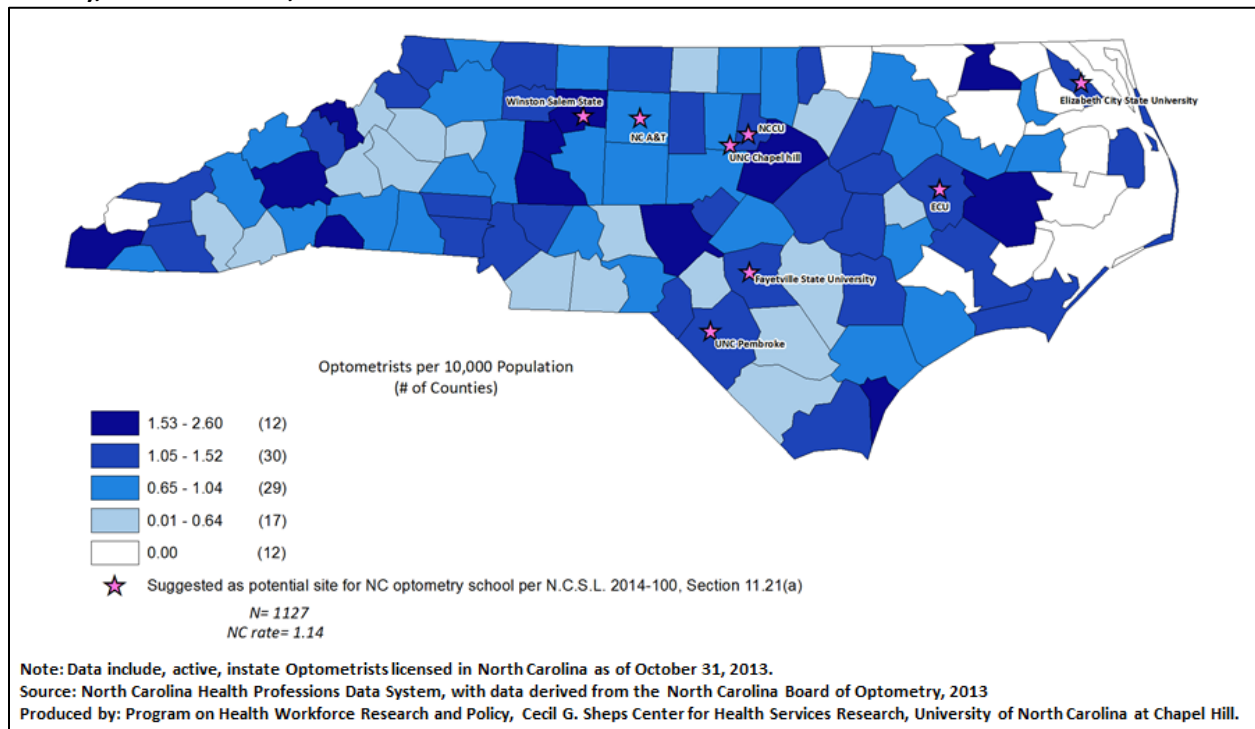 Winston Salem State
NC A&T
NCCU
UNC-Chapel hill
Elizabeth City State University
ECU
Fayetville State University
UNC-Pembroke
Optometrists per 10,000 Population
(# of Counties)
1.53 - 2.60 (12)
1.05 - 1.52 (30)
0.65 - 1.04 (29)
0.01 - 0.64 (17)
0.00 (12)
Suggested as potential site for NC optometry school per N.C.S.L. 2014-100, Section 11.21(a)
N= 1127
NC rate= 1.14
Note: Data include, active, instate Optometrists licensed in North Carolina as of October 31, 2013.
Source: North Carolina Health Professions Data System, with data derived from the North Carolina Board of Optometry, 2013
Produced by: Program on Health Workforce Research and Policy, Cecil G. Sheps Center for Health Services Research, University of North Carolina at Chapel Hill.